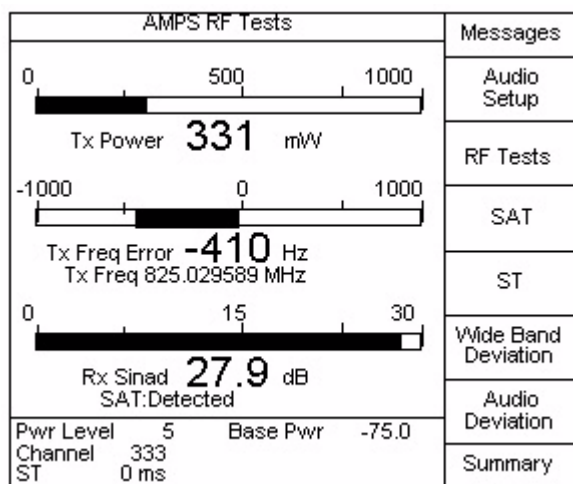 AMPS RF Tests
0 500 1000
Tx Power 331 mW
-1000 0 1000
Tx Freq Error -410 Hz
Tx Freq 825.029589 MHz
0 15 30
Rx Sinad 27.9 dB
SAT:Detected
Pwr Level 5 Base Pwr -75.0
Channel 333
ST 0 ms
Messages
Audio
Setup
RF Tests
SAT
ST
Wide Band
Deviation
Audio
Deviation
Summary